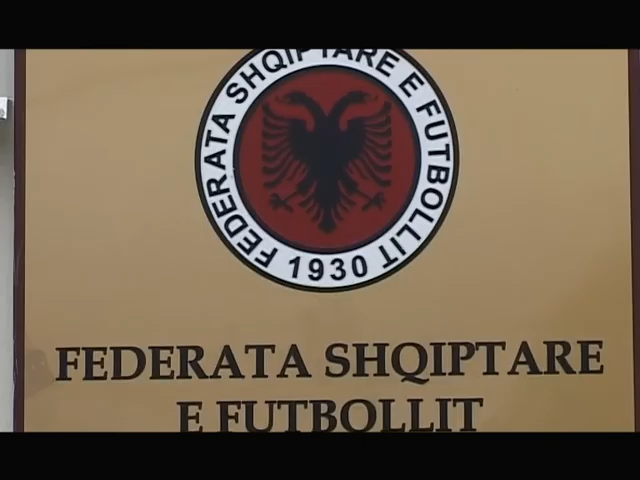 FEDERATA SHQIPTARE E FUTBOLLIT
1930
FEDERATA SHQIPTARE
E FUTBOLLIT